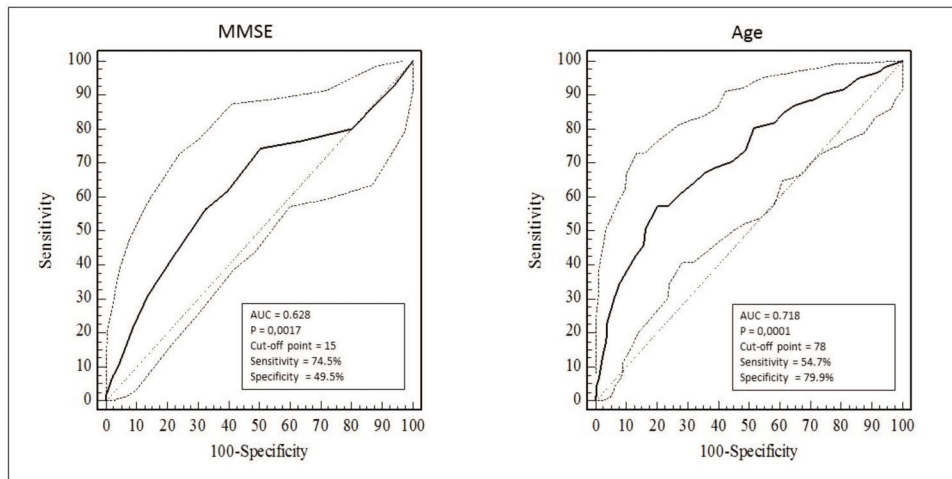 MMSE
100
90
80
70
60
50
40
30
20
10
0
Sensitivity
AUC = 0.628
P = 0,0017
Cut-off point = 15
Sensitivity = 74.5%
Specificity = 49.5%
0 10 20 30 40 50 60 70 80 90 100
100-Specificity
Age
100
90
80
70
60
50
40
30
20
10
0
Sensitivity
AUC = 0.718
P = 0,0001
Cut-off point = 78
Sensitivity = 54.7%
Specificity = 79.9%
0 10 20 30 40 50 60 70 80 90 100
100-Specificity